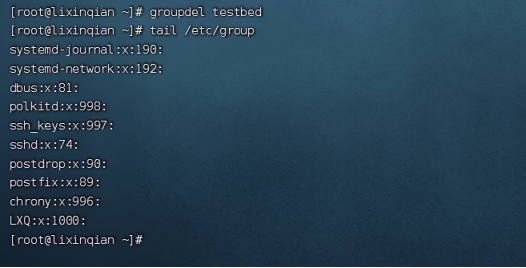 [root@lixinqian ~]# groupdel testbed
[root@lixinqian ~]# tail /etc/group
systemd-journal:x:190:
systemd-network:x:192:
dbus:x:81:
polkitd:x:998:
ssh_keys:x:997:
sshd:x:74:
postdrop:x:90:
postfix:x:89:
chrony:x:996:
LXQ:x:1000:
[root@lixinqian ~]#